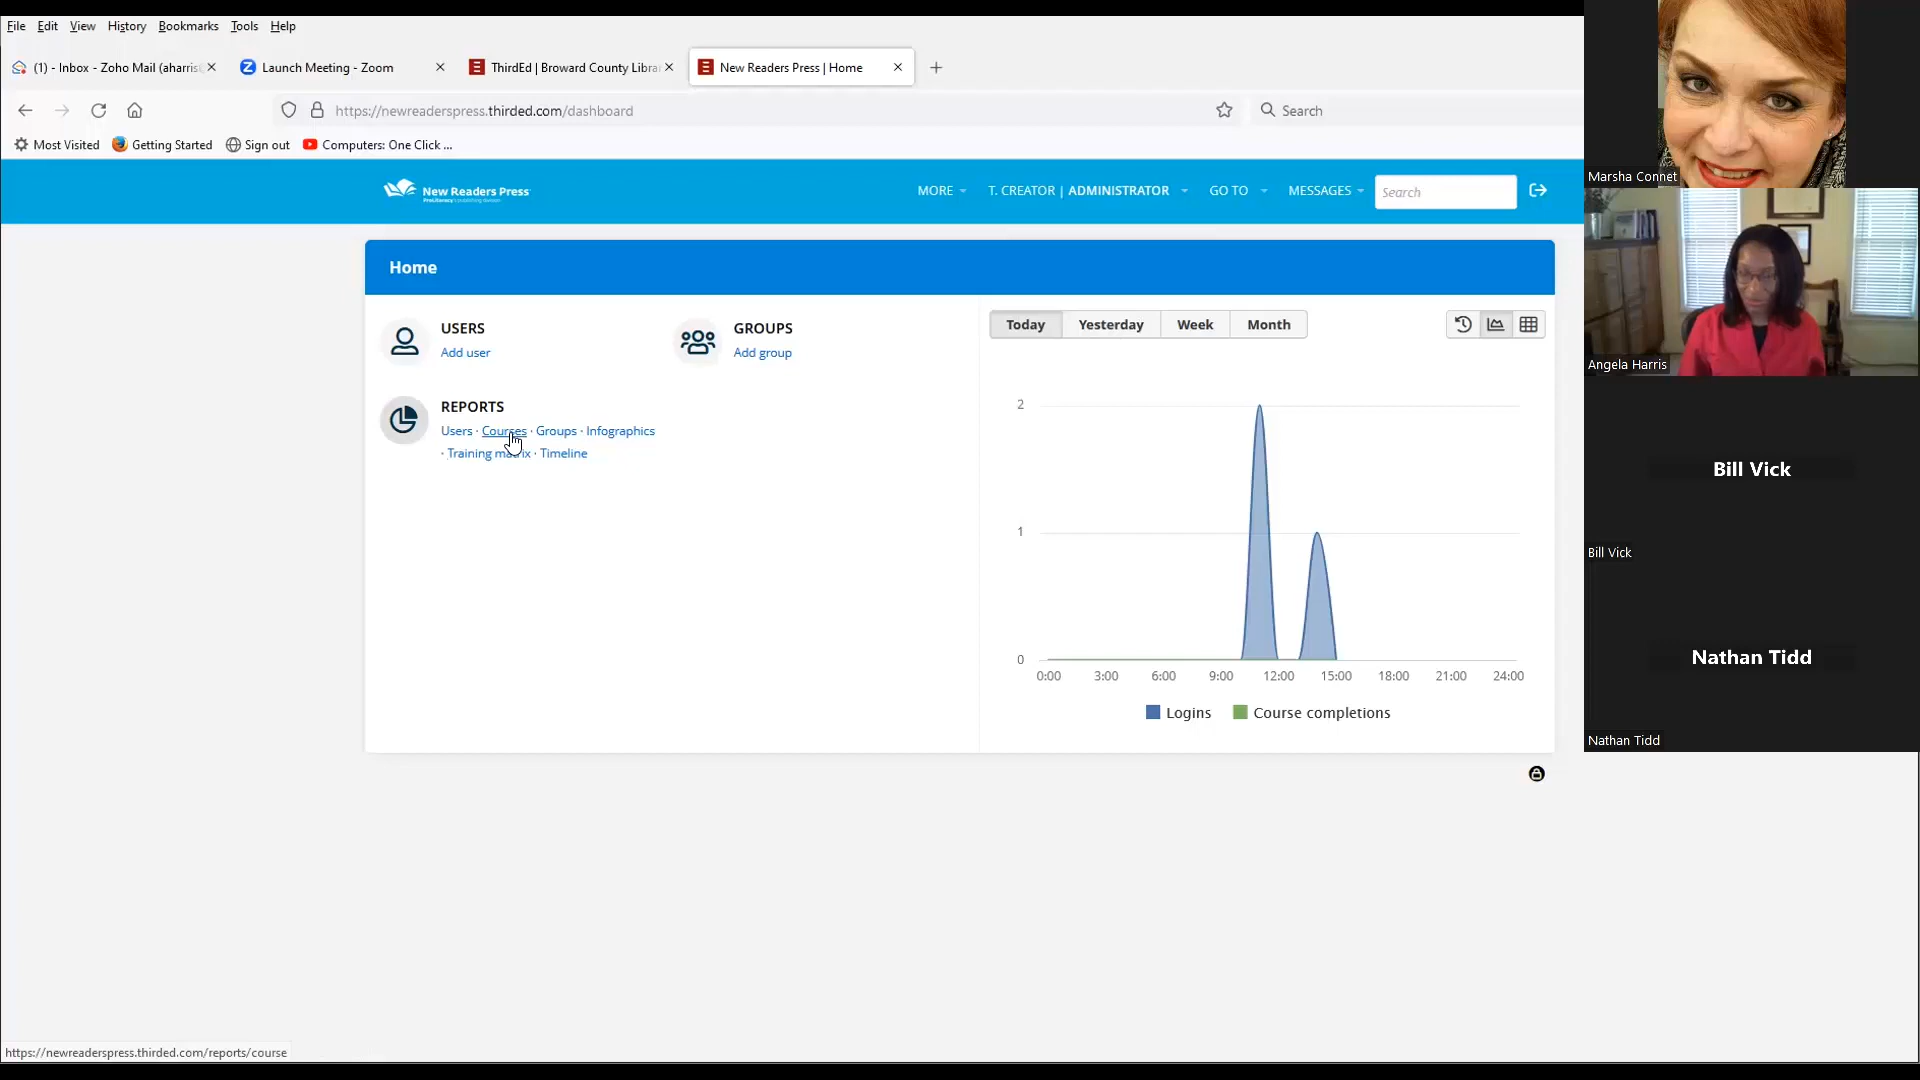 File Edit View History Bookmarks Tools Help
(1) - Inbox - Zoho Mail (aharris
Launch Meeting - Zoom
ThirdEd | Broward County Libra
New Readers Press | Home
https://newreaderspress.thirded.com/dashboard
Search
Most Visited Getting Started Sign out Computers: One Click ...
New Readers Press
ProLiteracy's publishing division
MORE T. CREATOR | ADMINISTRATOR GO TO MESSAGES Search
Home
USERS
Add user
GROUPS
Add group
REPORTS
Users · Courses · Groups · Infographics
· Training matrix · Timeline
Today Yesterday Week Month
2
1
0
0:00 3:00 6:00 9:00 12:00 15:00 18:00 21:00 24:00
Logins Course completions
Marsha Connet
Angela Harris
Bill Vick
Bill Vick
Nathan Tidd
Nathan Tidd
https://newreaderspress.thirded.com/reports/course